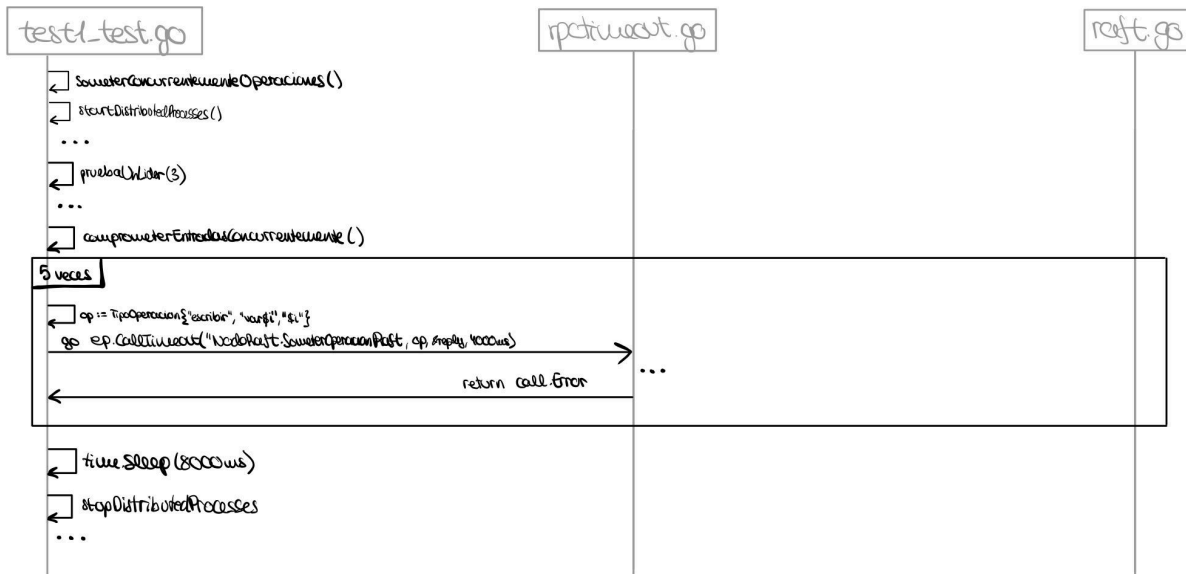 test1_test.go
rpctimeout.go
raft.go
someterConcurrentementeOperaciones()
startDistributedProcesses()
...
pruebaUnLider(3)
...
comprometerEntradasConcurrentemente()
5 veces
op := TipoOperacion{"escribir", "var$i", "$i"}
go ep.CallTimeout("NodoRaft.SometerOperacionRaft, op, &reply, 4000ms)
...
return call.Error
time.Sleep(8000ms)
stopDistributedProcesses
...